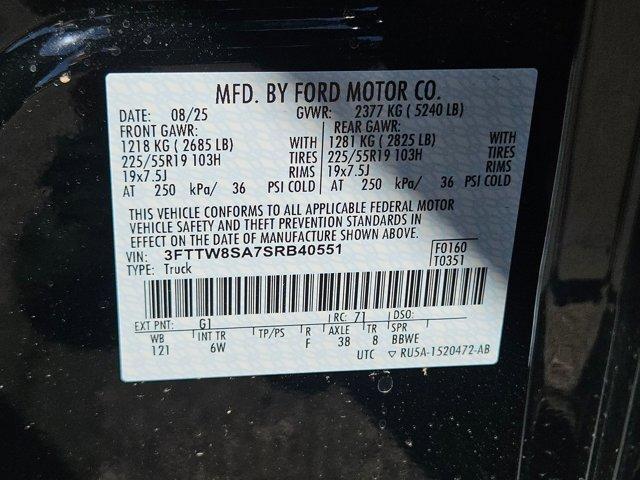 MFD. BY FORD MOTOR CO.
DATE: 08/25 GVWR: 2377 KG ( 5240 LB)
FRONT GAWR: REAR GAWR:
1218 KG ( 2685 LB) WITH 1281 KG ( 2825 LB) WITH
225/55R19 103H TIRES 225/55R19 103H TIRES
19x7.5J RIMS 19x7.5J RIMS
AT 250 kPa/ 36 PSI COLD AT 250 kPa/ 36 PSI COLD
THIS VEHICLE CONFORMS TO ALL APPLICABLE FEDERAL MOTOR
VEHICLE SAFETY AND THEFT PREVENTION STANDARDS IN
EFFECT ON THE DATE OF MANUFACTURE SHOWN ABOVE.
VIN: 3FTTW8SA7SRB40551 F0160
TYPE: Truck T0351
EXT PNT: G1 RC: 71 DSO:
WB INT TR TP/PS R AXLE TR SPR
121 6W F 38 8 BBWE
UTC ▽ RU5A-1520472-AB